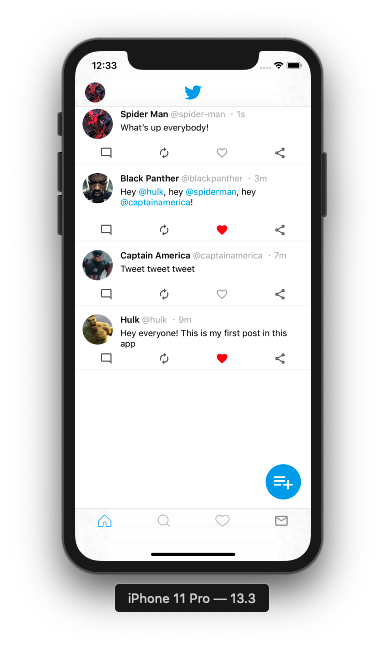 12:33
Spider Man @spider-man · 1s
What's up everybody!
Black Panther @blackpanther · 3m
Hey @hulk, hey @spiderman, hey
@captainamerica!
Captain America @captainamerica · 7m
Tweet tweet tweet
Hulk @hulk · 9m
Hey everyone! This is my first post in this
app
iPhone 11 Pro — 13.3